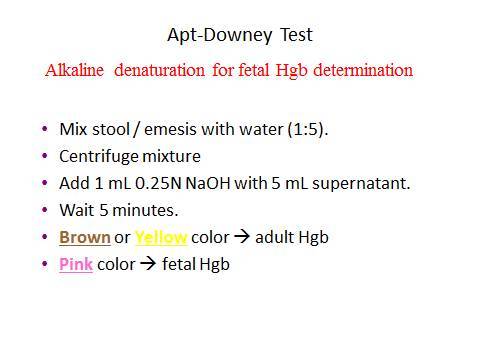 Apt-Downey Test
Alkaline denaturation for fetal Hgb determination
• Mix stool / emesis with water (1:5).
• Centrifuge mixture
• Add 1 mL 0.25N NaOH with 5 mL supernatant.
• Wait 5 minutes.
• Brown or Yellow color → adult Hgb
• Pink color → fetal Hgb